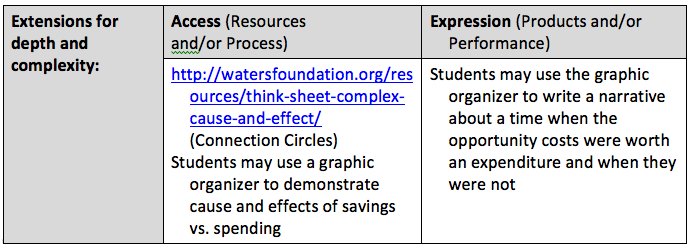 Extensions for
depth and
complexity:
Access (Resources
and/or Process)
Expression (Products and/or
Performance)
http://watersfoundation.org/res
ources/think-sheet-complex-
cause-and-effect/
(Connection Circles)
Students may use a graphic
organizer to demonstrate
cause and effects of savings
vs. spending
Students may use the graphic
organizer to write a narrative
about a time when the
opportunity costs were worth
an expenditure and when they
were not